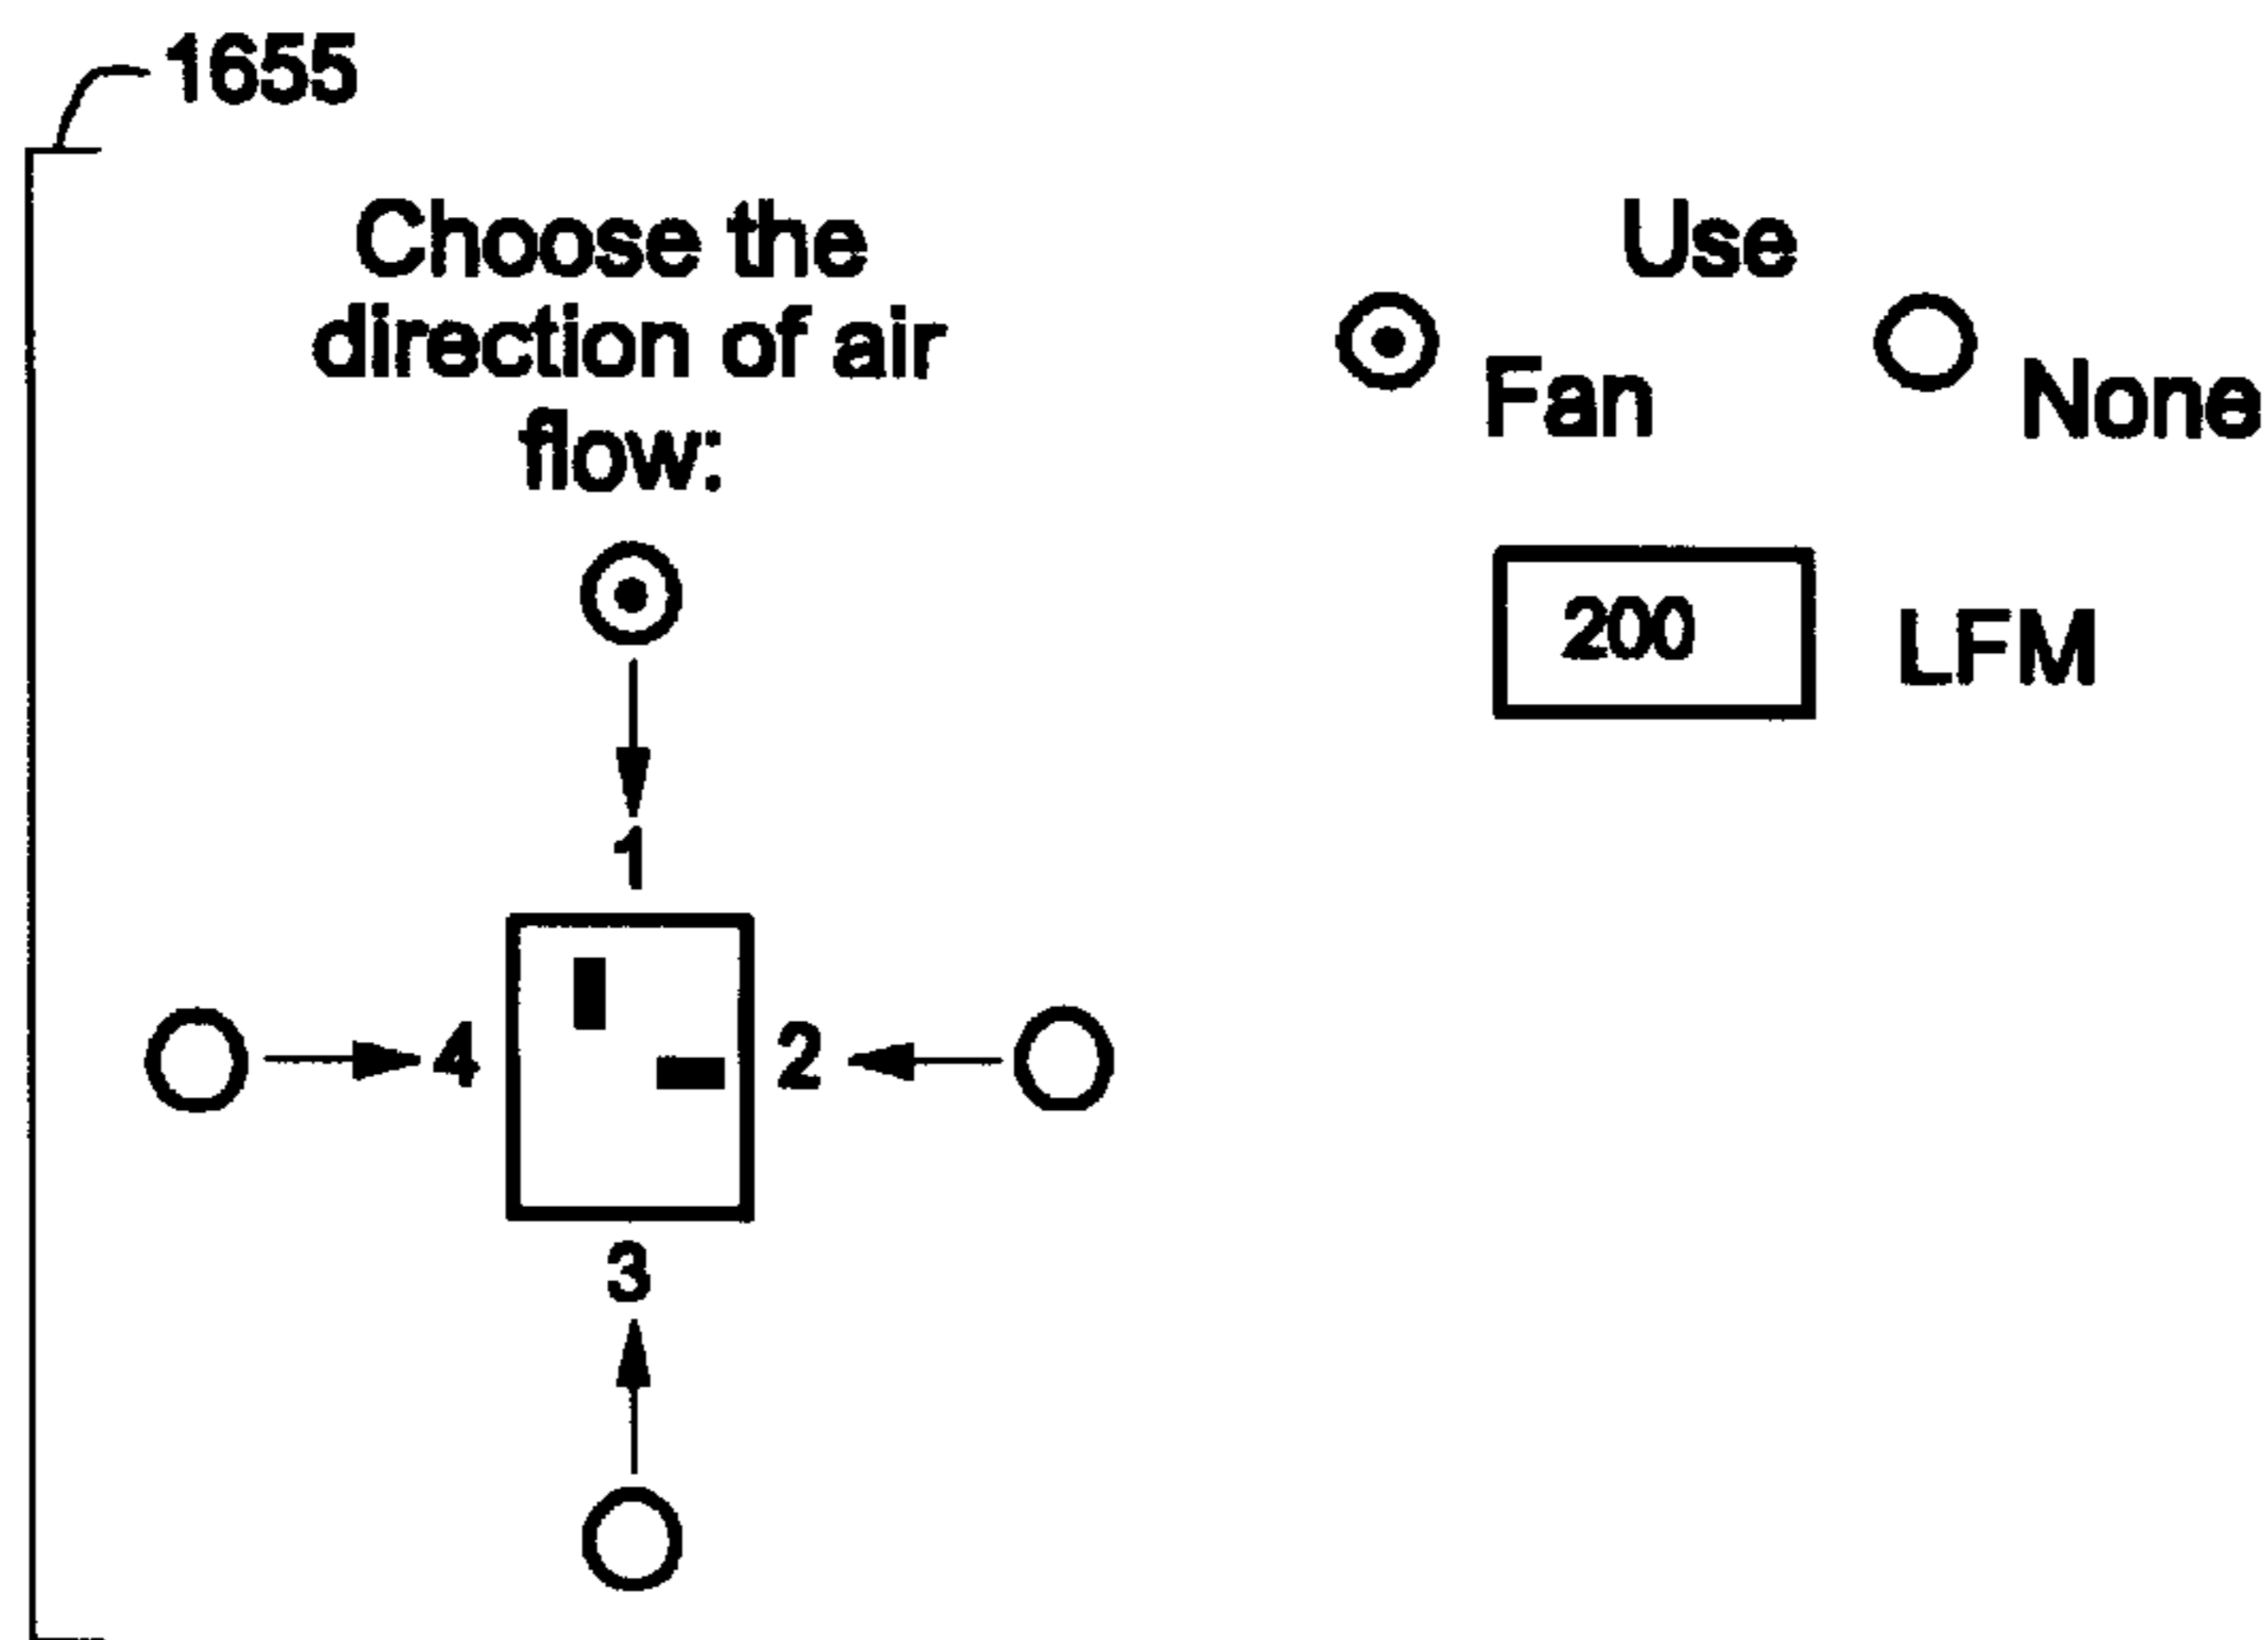 1655
Choose the
direction of air
flow:
Use
Fan
None
200
LFM
1
4
2
3